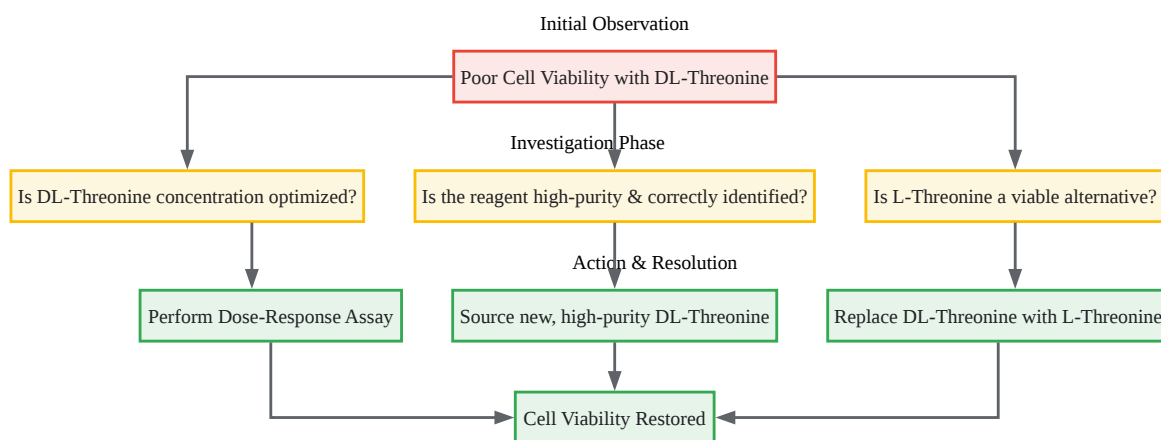 Initial Observation
Poor Cell Viability with DL-Threonine
Investigation Phase
Is DL-Threonine concentration optimized?
Is the reagent high-purity & correctly identified?
Is L-Threonine a viable alternative?
Action & Resolution
Perform Dose-Response Assay
Source new, high-purity DL-Threonine
Replace DL-Threonine with L-Threonine
Cell Viability Restored